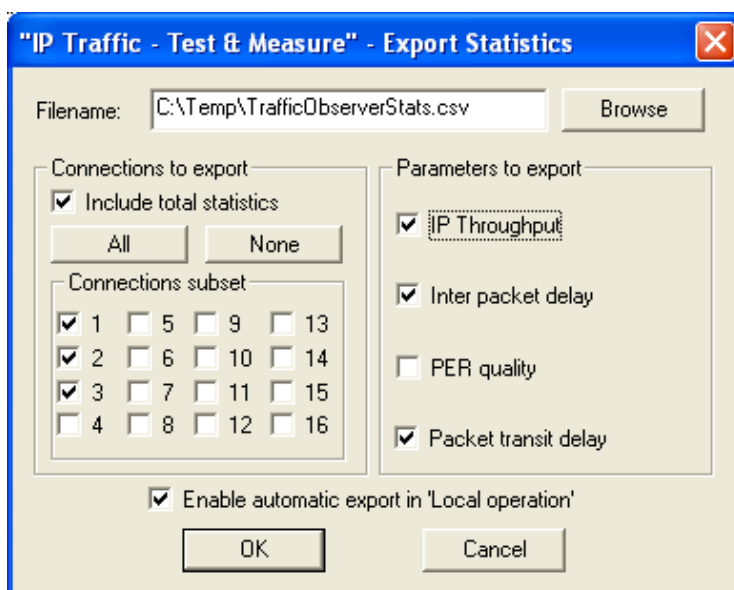 "IP Traffic - Test & Measure" - Export Statistics
Filename: C:\Temp\TrafficObserverStats.csv Browse
Connections to export
Include total statistics
All None
Connections subset
1 5 9 13
2 6 10 14
3 7 11 15
4 8 12 16
Parameters to export
IP Throughput
Inter packet delay
PER quality
Packet transit delay
Enable automatic export in 'Local operation'
OK Cancel